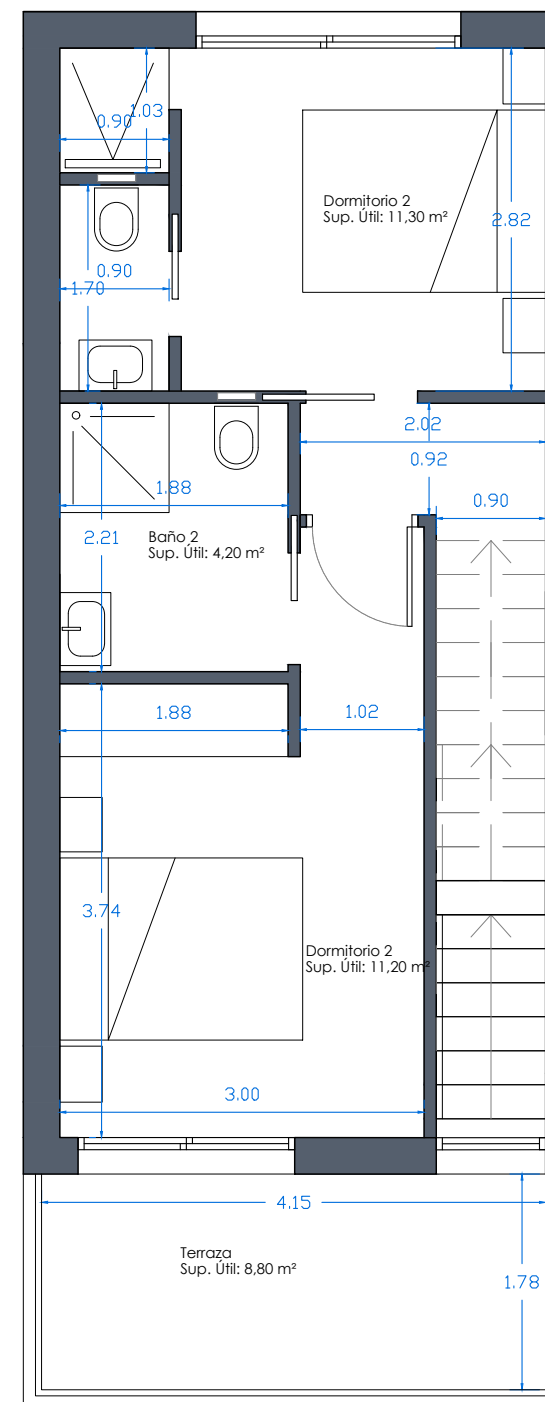 1.03
0.90
Dormitorio 2
Sup. Útil: 11,30 m²
2.82
0.90
1.70
2.02
0.92
1.88
0.90
2.21
Baño 2
Sup. Útil: 4,20 m²
1.88
1.02
3.74
Dormitorio 2
Sup. Útil: 11,20 m²
3.00
4.15
Terraza
Sup. Útil: 8,80 m²
1.78